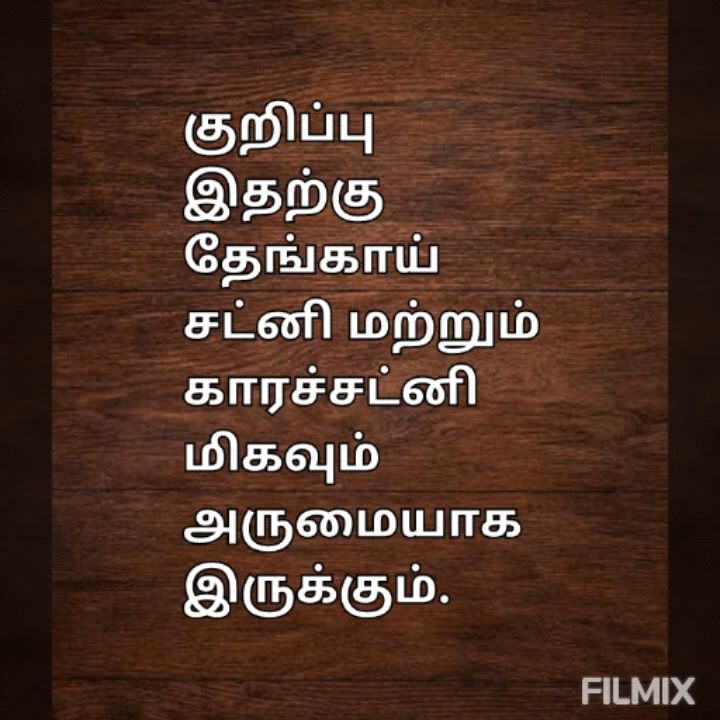 குறிப்பு
இதற்கு
தேங்காய்
சட்னி மற்றும்
காரச்சட்னி
மிகவும்
அருமையாக
இருக்கும்.
FILMIX